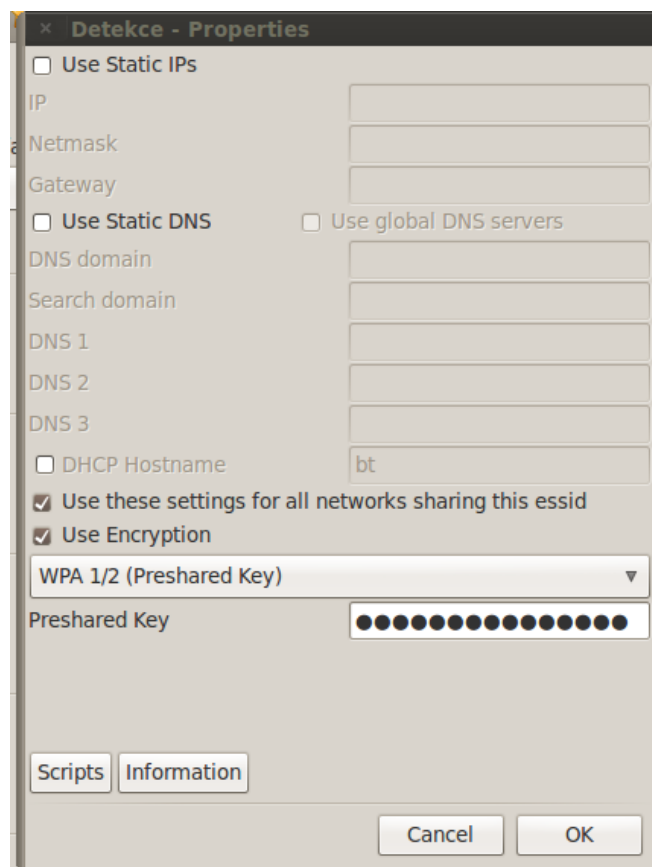 Detekce - Properties
Use Static IPs
IP
Netmask
Gateway
Use Static DNS Use global DNS servers
DNS domain
Search domain
DNS 1
DNS 2
DNS 3
DHCP Hostname bt
Use these settings for all networks sharing this essid
Use Encryption
WPA 1/2 (Preshared Key)
Preshared Key ●●●●●●●●●●●●●●●
Scripts Information
Cancel OK